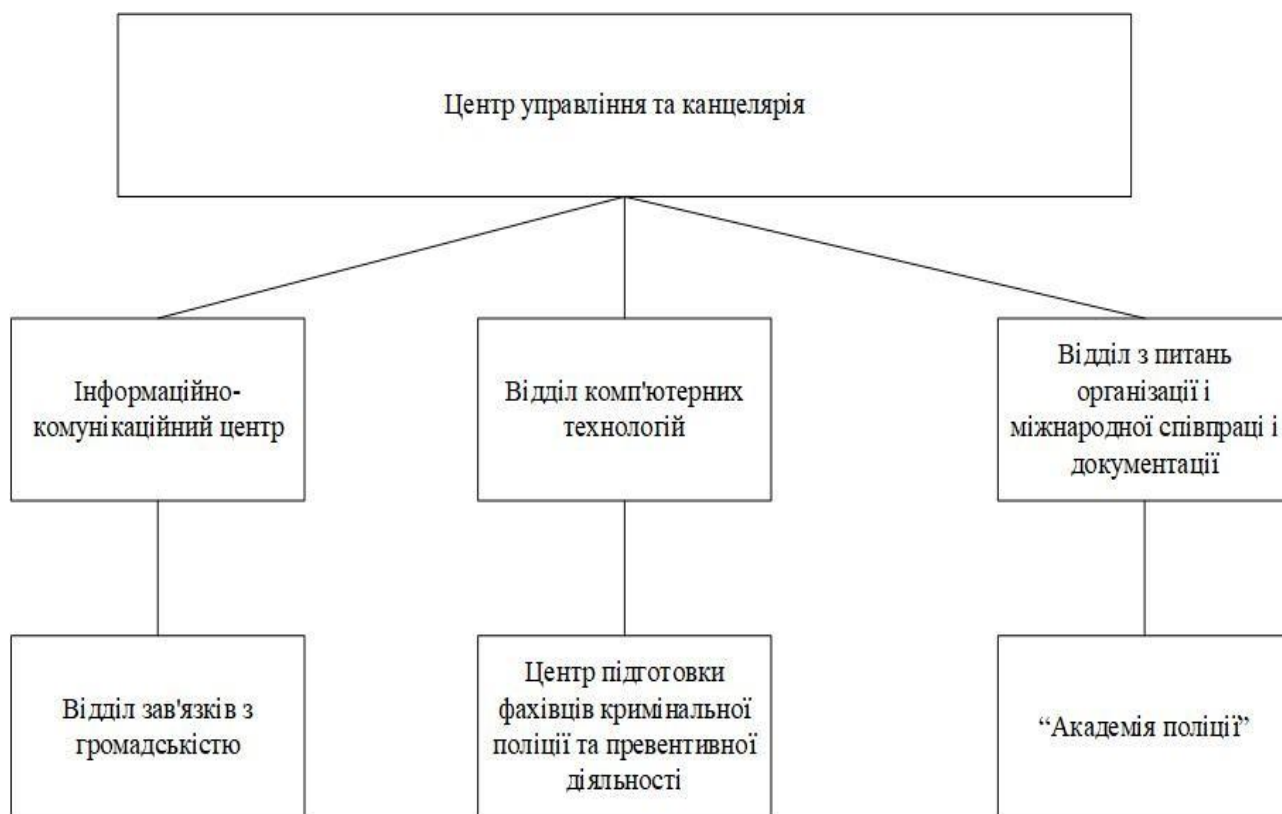 Центр управління та канцелярія
Інформаційно-
комунікаційний центр
Відділ комп'ютерних
технологій
Відділ з питань
організації і
міжнародної співпраці і
документації
Відділ зав'язків з
громадськістю
Центр підготовки
фахівців кримінальної
поліції та превентивної
діяльності
“Академія поліції”